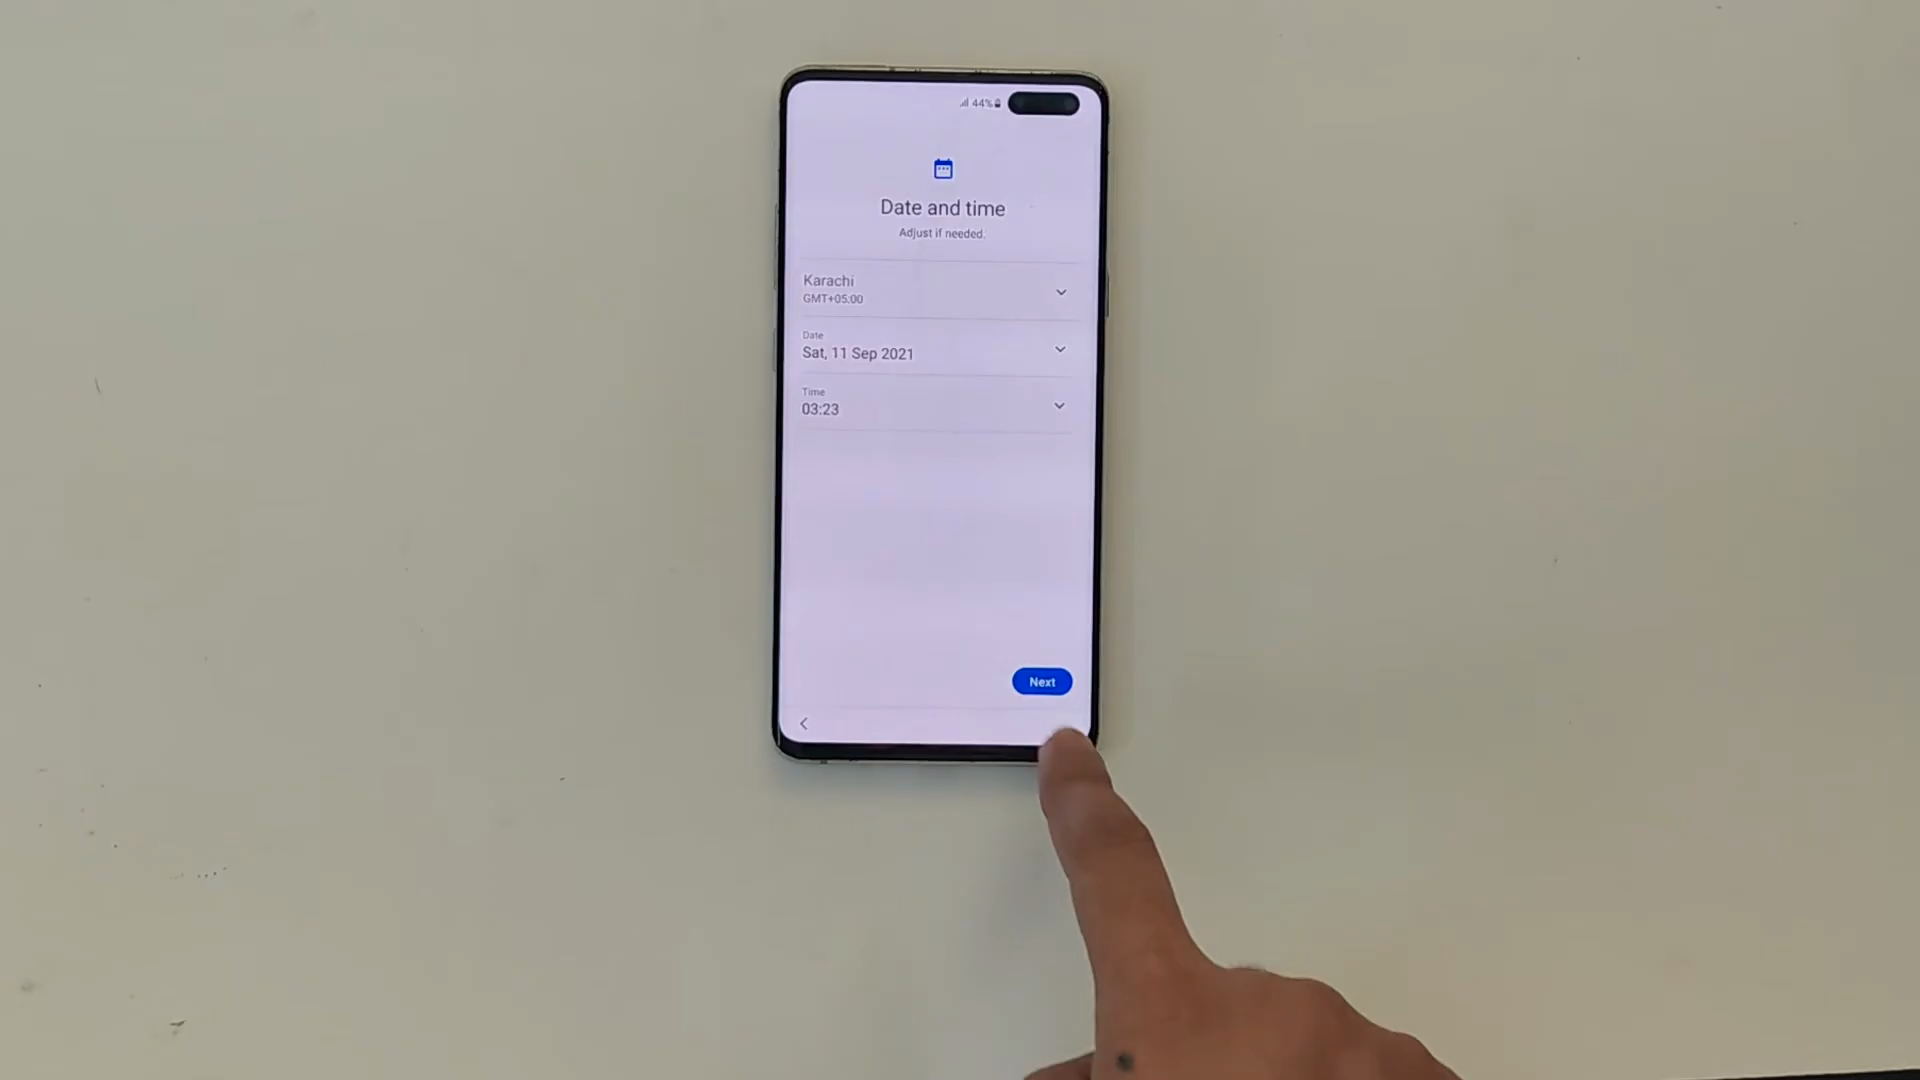 44%
Date and time
Adjust if needed.
Karachi
GMT+05:00
Date
Sat, 11 Sep 2021
Time
03:23
Next